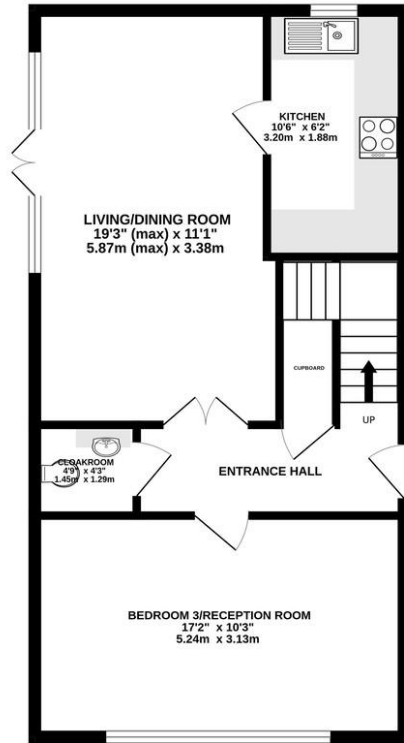 KITCHEN
10'6" x 6'2"
3.20m x 1.88m
LIVING/DINING ROOM
19'3" (max) x 11'1"
5.87m (max) x 3.38m
CUPBOARD
UP
CLOAKROOM
4'9" x 4'3"
1.45m x 1.29m
ENTRANCE HALL
BEDROOM 3/RECEPTION ROOM
17'2" x 10'3"
5.24m x 3.13m